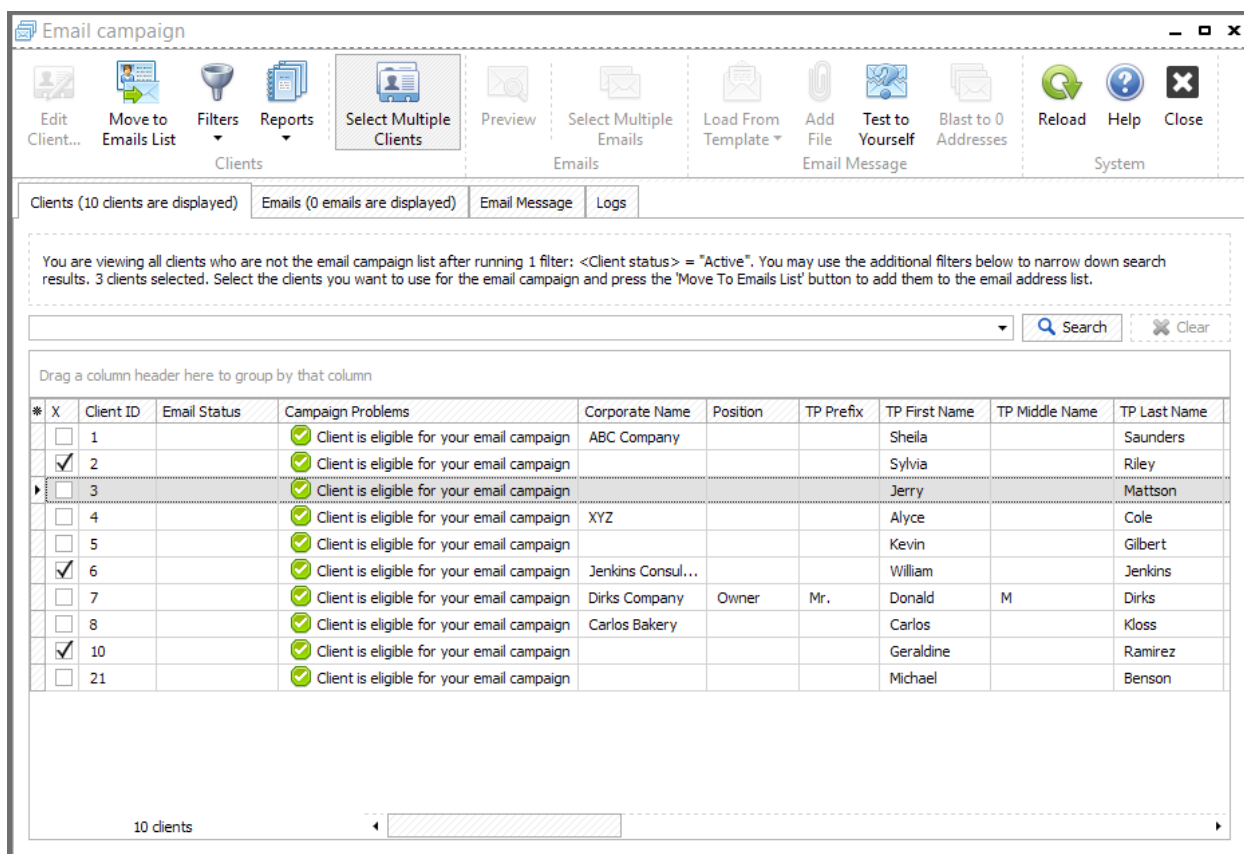 Email campaign
Edit Client...
Move to Emails List
Filters
Reports
Select Multiple Clients
Preview
Select Multiple Emails
Load From Template
Add File
Test to Yourself
Blast to 0 Addresses
Reload
Help
Close
Clients
Emails
Email Message
System
Clients (10 clients are displayed)
Emails (0 emails are displayed)
Email Message
Logs
You are viewing all clients who are not the email campaign list after running 1 filter: <Client status> = "Active". You may use the additional filters below to narrow down search
results. 3 clients selected. Select the clients you want to use for the email campaign and press the 'Move To Emails List' button to add them to the email address list.
Search
Clear
Drag a column header here to group by that column
X Client ID Email Status Campaign Problems Corporate Name Position TP Prefix TP First Name TP Middle Name TP Last Name
1 Client is eligible for your email campaign ABC Company Sheila Saunders
2 Client is eligible for your email campaign Sylvia Riley
3 Client is eligible for your email campaign Jerry Mattson
4 Client is eligible for your email campaign XYZ Alyce Cole
5 Client is eligible for your email campaign Kevin Gilbert
6 Client is eligible for your email campaign Jenkins Consul... William Jenkins
7 Client is eligible for your email campaign Dirks Company Owner Mr. Donald M Dirks
8 Client is eligible for your email campaign Carlos Bakery Carlos Kloss
10 Client is eligible for your email campaign Geraldine Ramirez
21 Client is eligible for your email campaign Michael Benson
10 clients